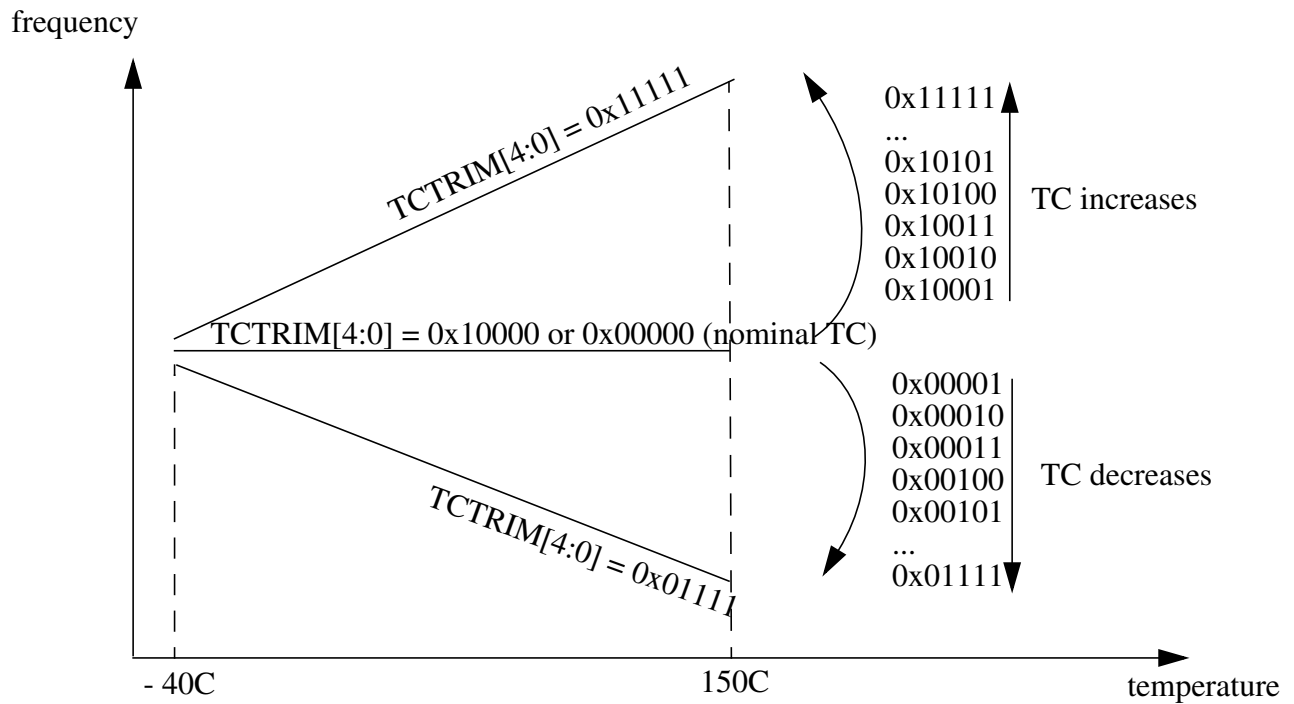 frequency
TCTRIM[4:0] = 0x11111
0x11111
...
0x10101
0x10100
0x10011
0x10010
0x10001
TC increases
TCTRIM[4:0] = 0x10000 or 0x00000 (nominal TC)
0x00001
0x00010
0x00011
0x00100
0x00101
...
0x01111
TC decreases
TCTRIM[4:0] = 0x01111
- 40C
150C
temperature